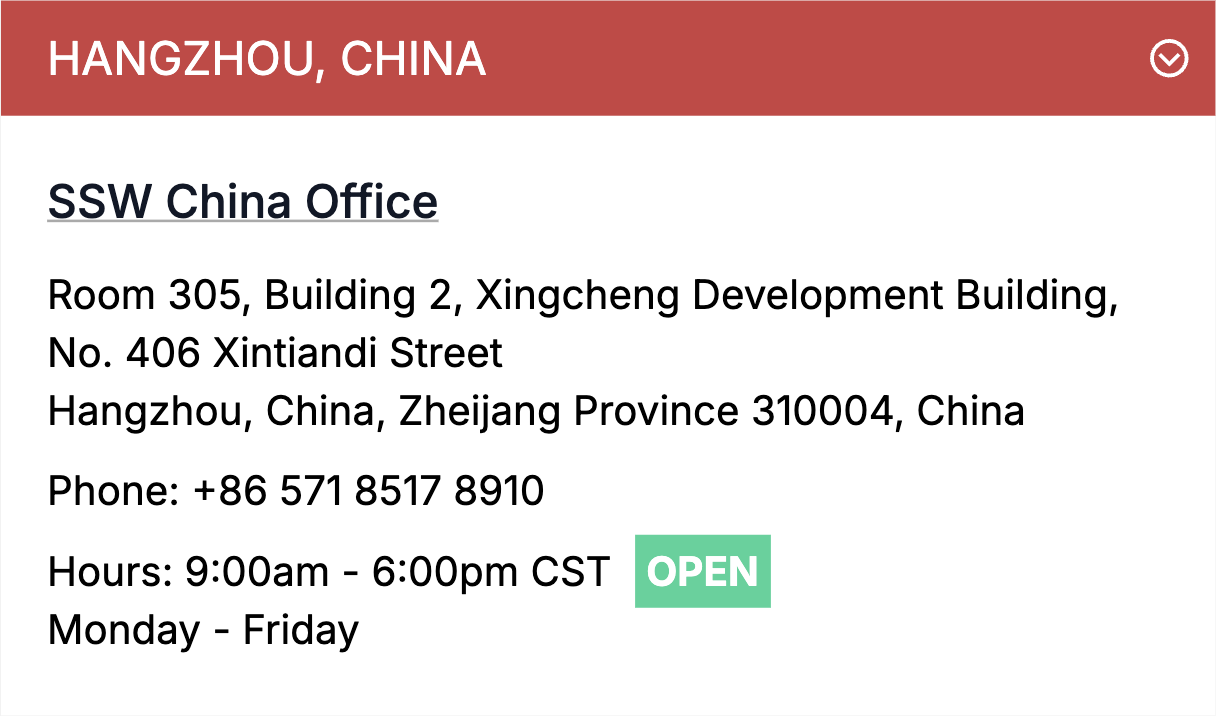 HANGZHOU, CHINA
SSW China Office
Room 305, Building 2, Xingcheng Development Building,
No. 406 Xintiandi Street
Hangzhou, China, Zheijang Province 310004, China
Phone: +86 571 8517 8910
Hours: 9:00am - 6:00pm CST OPEN
Monday - Friday